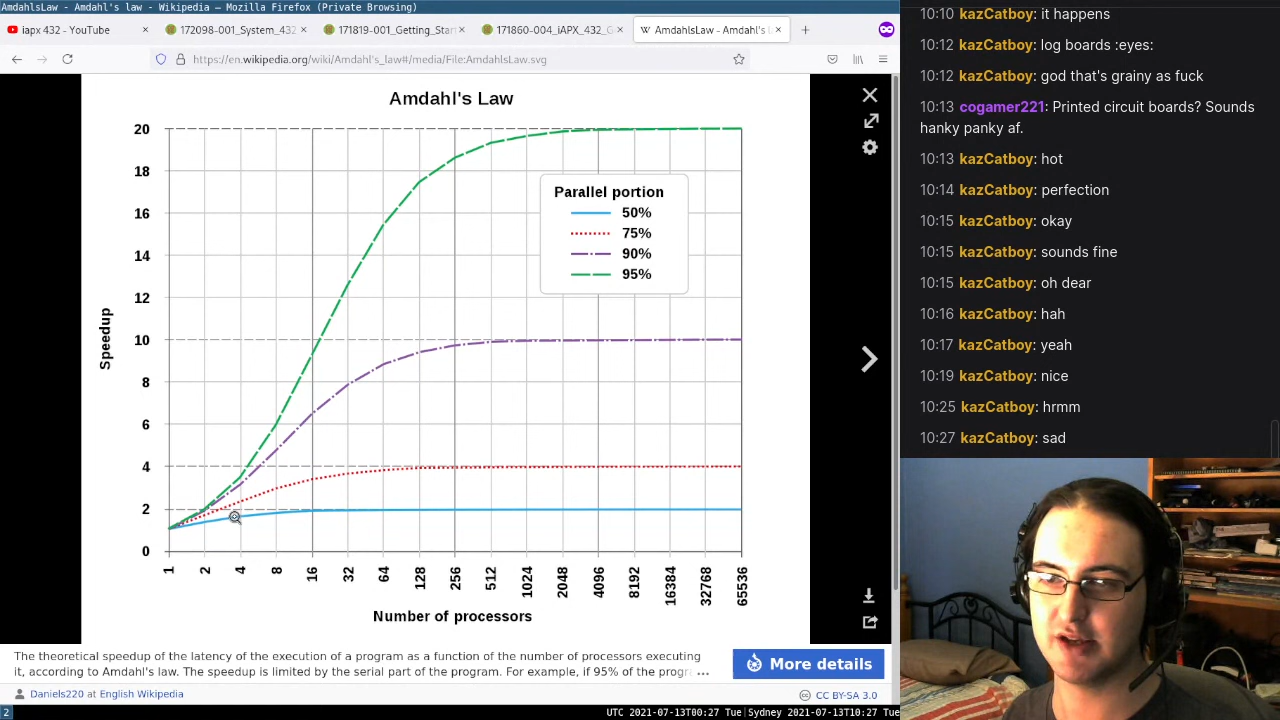 AmdahlsLaw - Amdahl's law - Wikipedia — Mozilla Firefox (Private Browsing)
iapx 432 - YouTube
172098-001_System_432
171819-001_Getting_Star
171860-004_iAPX_432_G
AmdahlsLaw - Amdahl's l
https://en.wikipedia.org/wiki/Amdahl's_law#/media/File:AmdahlsLaw.svg
Amdahl's Law
20
18
16
14
12
10
8
6
4
2
0
Speedup
Parallel portion
50%
75%
90%
95%
1
2
4
8
16
32
64
128
256
512
1024
2048
4096
8192
16384
32768
65536
Number of processors
The theoretical speedup of the latency of the execution of a program as a function of the number of processors executing
it, according to Amdahl's law. The speedup is limited by the serial part of the program. For example, if 95% of the progr ...
More details
Daniels220 at English Wikipedia
CC BY-SA 3.0
2
UTC 2021-07-13T00:27 Tue|Sydney 2021-07-13T10:27 Tue
10:10 kazCatboy: it happens
10:12 kazCatboy: log boards :eyes:
10:12 kazCatboy: god that's grainy as fuck
10:13 cogamer221: Printed circuit boards? Sounds
hanky panky af.
10:13 kazCatboy: hot
10:14 kazCatboy: perfection
10:15 kazCatboy: okay
10:15 kazCatboy: sounds fine
10:15 kazCatboy: oh dear
10:16 kazCatboy: hah
10:17 kazCatboy: yeah
10:19 kazCatboy: nice
10:25 kazCatboy: hrmm
10:27 kazCatboy: sad